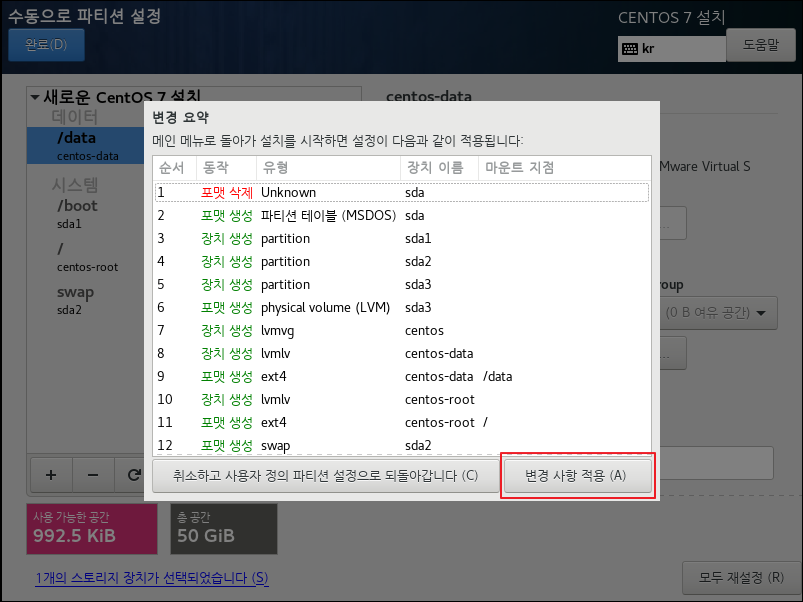 수동으로 파티션 설정
완료(D)
CENTOS 7 설치
kr
도움말
새로운 CentOS 7 설치
데이터
/data
centos-data
시스템
/boot
sda1
/
centos-root
swap
sda2
centos-data
Mware Virtual S
...
oup
(0 B 여유 공간)
...
변경 요약
메인 메뉴로 돌아가 설치를 시작하면 설정이 다음과 같이 적용됩니다:
순서 동작 유형 장치 이름 마운트 지점
1 포맷 삭제 Unknown sda
2 포맷 생성 파티션 테이블 (MSDOS) sda
3 장치 생성 partition sda1
4 장치 생성 partition sda2
5 장치 생성 partition sda3
6 포맷 생성 physical volume (LVM) sda3
7 장치 생성 lvmvg centos
8 장치 생성 lvmlv centos-data
9 포맷 생성 ext4 centos-data /data
10 장치 생성 lvmlv centos-root
11 포맷 생성 ext4 centos-root /
12 포맷 생성 swap sda2
취소하고 사용자 정의 파티션 설정으로 되돌아갑니다 (C)
변경 사항 적용 (A)
+ −
사용 가능한 공간
992.5 KiB
총 공간
50 GiB
1개의 스토리지 장치가 선택되었습니다 (S)
모두 재설정 (R)